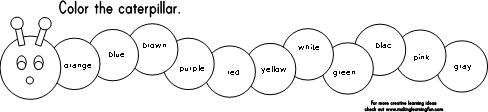 Color the caterpillar.
orange
blue
brown
purple
red
yellow
white
green
blac
pink
gray
For more creative learning ideas
check out www.makinglearningfun.com